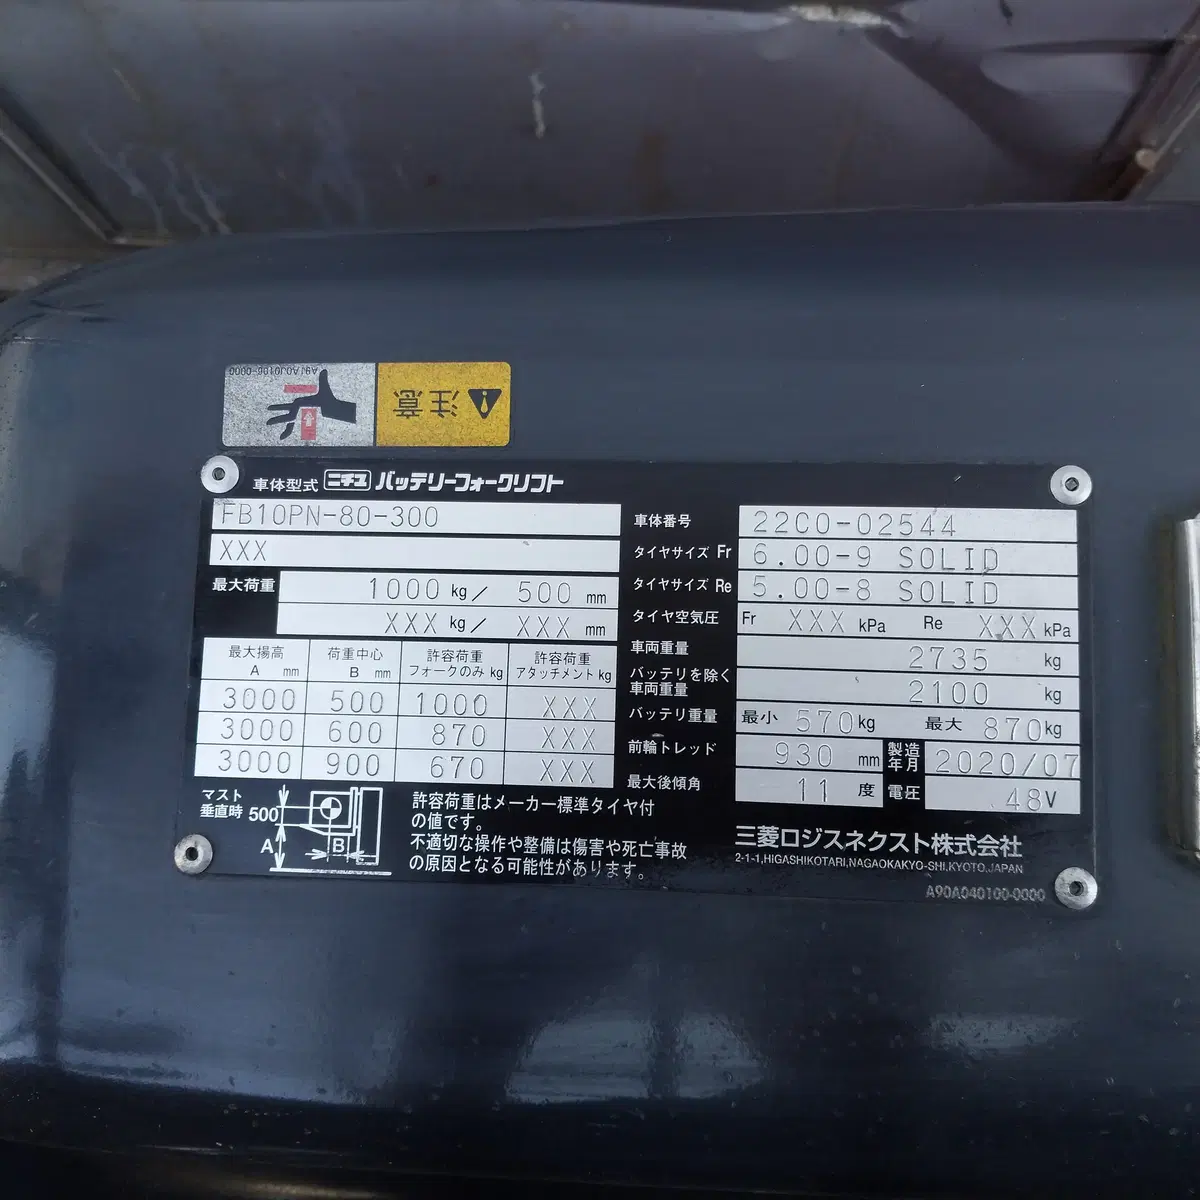 A9JA0J0106-0000
注意
車体型式 ニチユ バッテリーフォークリフト
FB10PN-80-300
XXX
最大荷重 1000 kg/ 500 mm
XXX kg/ XXX mm
最大揚高 A mm 荷重中心 B mm 許容荷重 フォークのみ kg 許容荷重 アタッチメント kg
3000 500 1000 XXX
3000 600 870 XXX
3000 900 670 XXX
マスト
垂直時 500
A
B
許容荷重はメーカー標準タイヤ付
の値です。
不適切な操作や整備は傷害や死亡事故
の原因となる可能性があります。
車体番号 22C0-02544
タイヤサイズ Fr 6.00-9 SOLID
タイヤサイズ Re 5.00-8 SOLID
タイヤ空気圧 Fr XXX kPa Re XXX kPa
車両重量 2735 kg
バッテリを除く
車両重量 2100 kg
バッテリ重量 最小 570 kg 最大 870 kg
前輪トレッド 930 mm 製造年月 2020/07
最大後傾角 11 度 電圧 48V
三菱ロジスネクスト株式会社
2-1-1,HIGASHIKOTARI,NAGAOKAKYO-SHI,KYOTO,JAPAN
A90A040100-0000